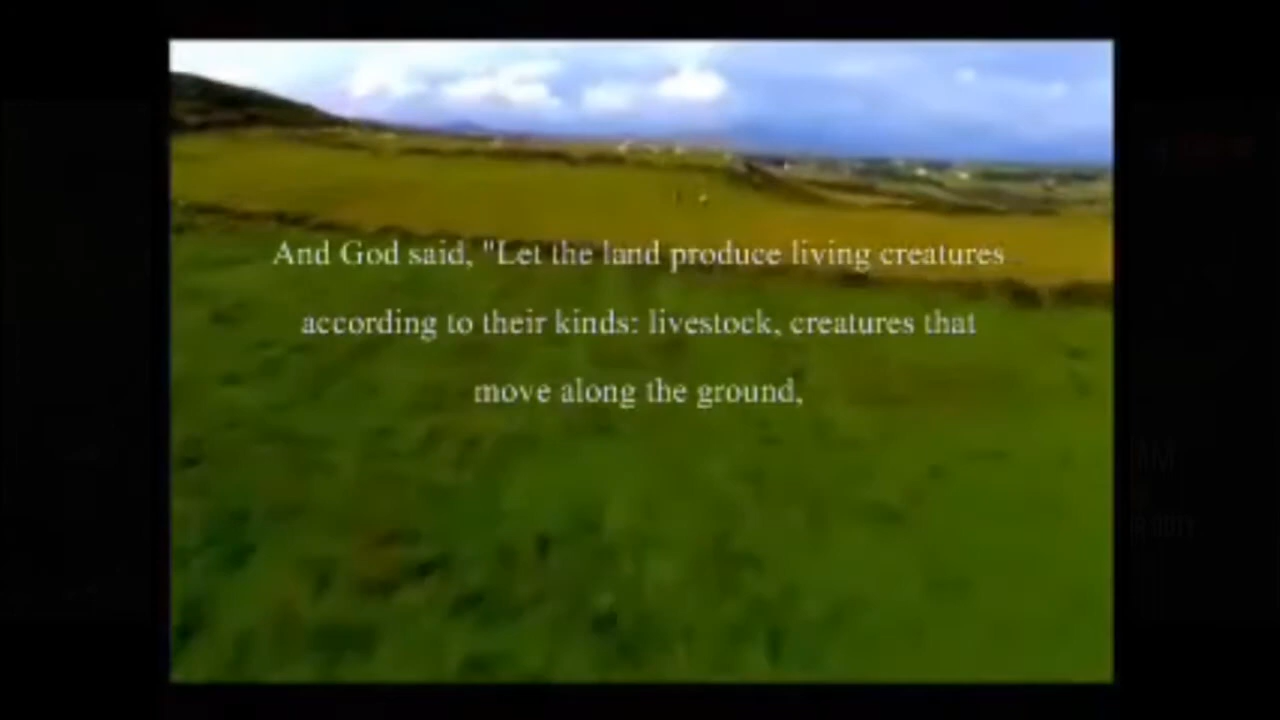 And God said, "Let the land produce living creatures
according to their kinds: livestock, creatures that
move along the ground,